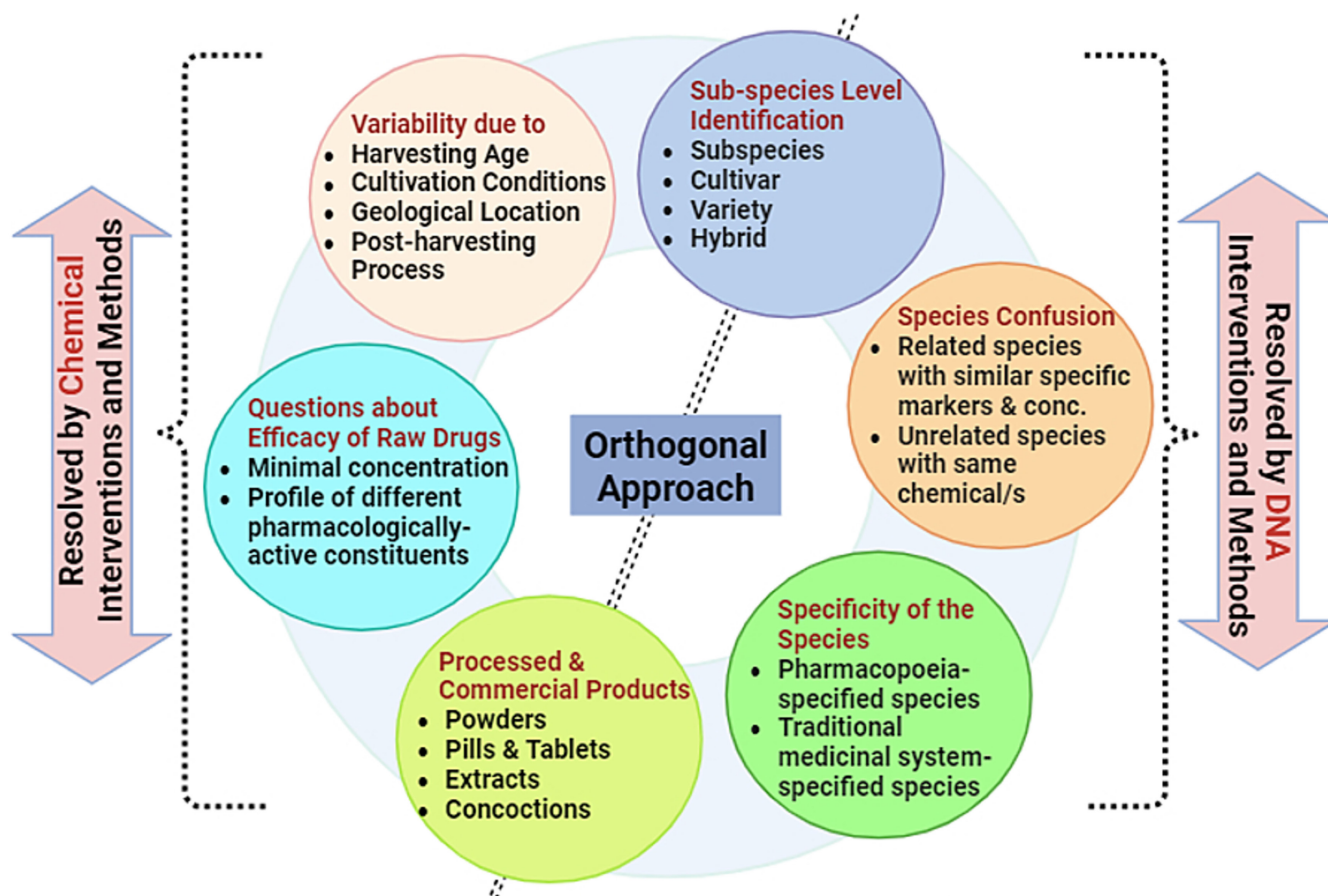 Resolved by Chemical
Interventions and Methods
Variability due to
• Harvesting Age
• Cultivation Conditions
• Geological Location
• Post-harvesting
Process
Sub-species Level
Identification
• Subspecies
• Cultivar
• Variety
• Hybrid
Questions about
Efficacy of Raw Drugs
• Minimal concentration
• Profile of different
pharmacologically-
active constituents
Orthogonal
Approach
Species Confusion
• Related species
with similar specific
markers & conc.
• Unrelated species
with same
chemical/s
Processed &
Commercial Products
• Powders
• Pills & Tablets
• Extracts
• Concoctions
Specificity of the
Species
• Pharmacopoeia-
specified species
• Traditional
medicinal system-
specified species
Resolved by DNA
Interventions and Methods